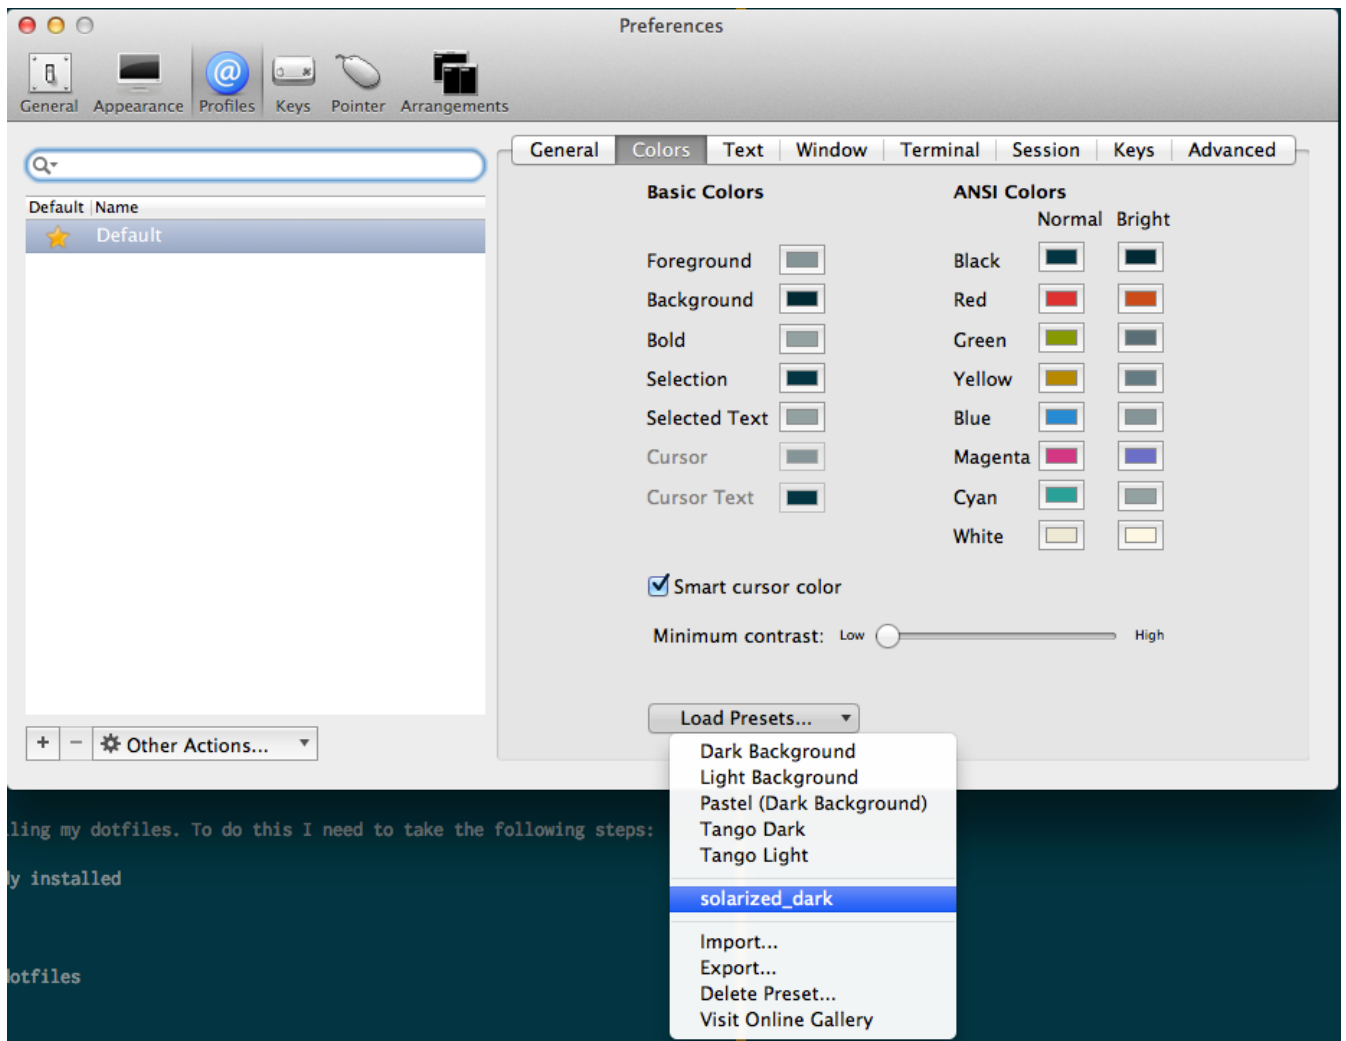 Preferences
General Appearance Profiles Keys Pointer Arrangements
General Colors Text Window Terminal Session Keys Advanced
Default Name
Default
Basic Colors
Foreground
Background
Bold
Selection
Selected Text
Cursor
Cursor Text
ANSI Colors
Normal Bright
Black
Red
Green
Yellow
Blue
Magenta
Cyan
White
Smart cursor color
Minimum contrast: Low High
Load Presets...
Other Actions...
Dark Background
Light Background
Pastel (Dark Background)
Tango Dark
Tango Light
solarized_dark
Import...
Export...
Delete Preset...
Visit Online Gallery
lling my dotfiles. To do this I need to take the following steps:
ly installed
dotfiles